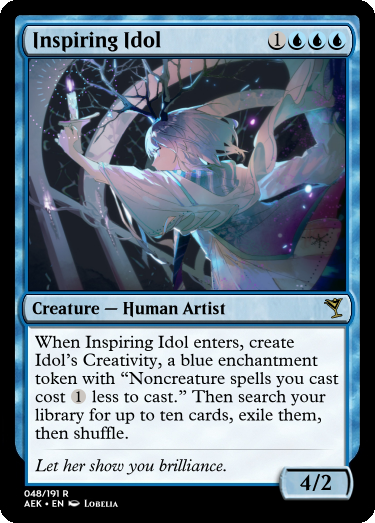 Inspiring Idol 1
Creature — Human Artist
When Inspiring Idol enters, create
Idol's Creativity, a blue enchantment
token with “Noncreature spells you cast
cost 1 less to cast.” Then search your
library for up to ten cards, exile them,
then shuffle.
Let her show you brilliance.
4/2
048/191 R
AEK • EN Lobelia